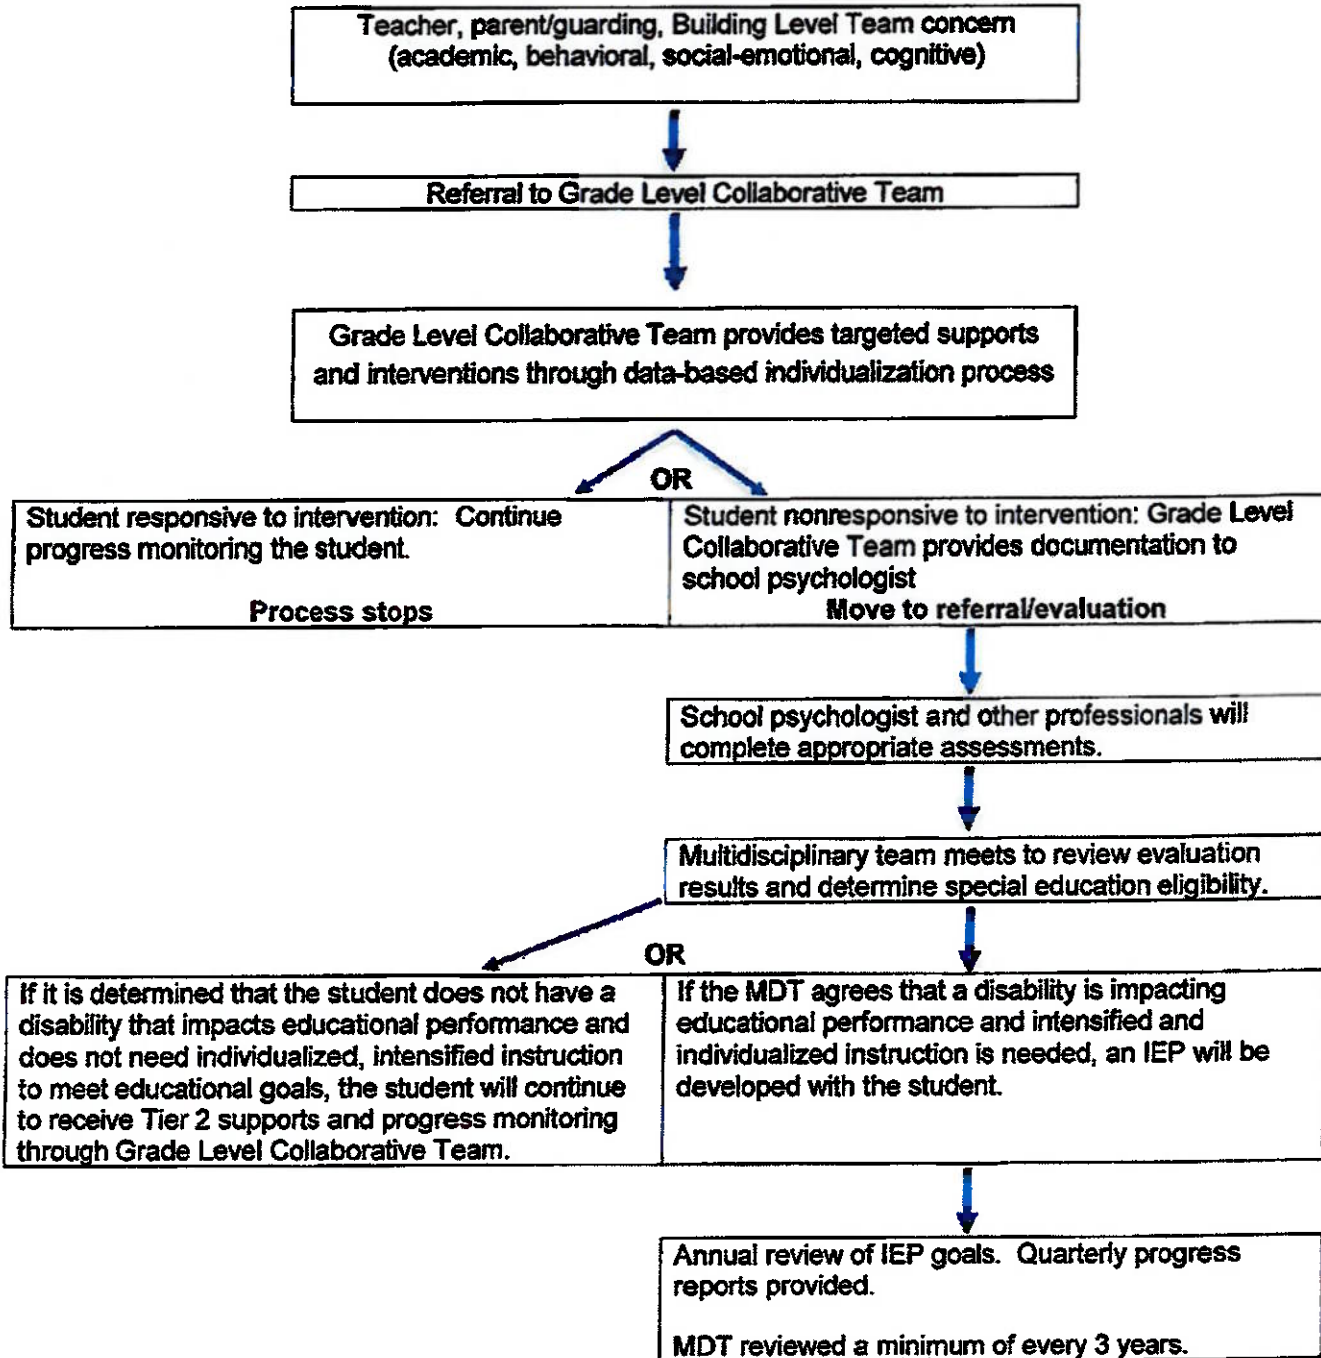 Teacher, parent/guarding, Building Level Team concern
(academic, behavioral, social-emotional, cognitive)
Referral to Grade Level Collaborative Team
Grade Level Collaborative Team provides targeted supports
and interventions through data-based individualization process
OR
Student responsive to intervention: Continue
progress monitoring the student.
Process stops
Student nonresponsive to intervention: Grade Level
Collaborative Team provides documentation to
school psychologist
Move to referral/evaluation
School psychologist and other professionals will
complete appropriate assessments.
Multidisciplinary team meets to review evaluation
results and determine special education eligibility.
OR
If it is determined that the student does not have a
disability that impacts educational performance and
does not need individualized, intensified instruction
to meet educational goals, the student will continue
to receive Tier 2 supports and progress monitoring
through Grade Level Collaborative Team.
If the MDT agrees that a disability is impacting
educational performance and intensified and
individualized instruction is needed, an IEP will be
developed with the student.
Annual review of IEP goals. Quarterly progress
reports provided.
MDT reviewed a minimum of every 3 years.